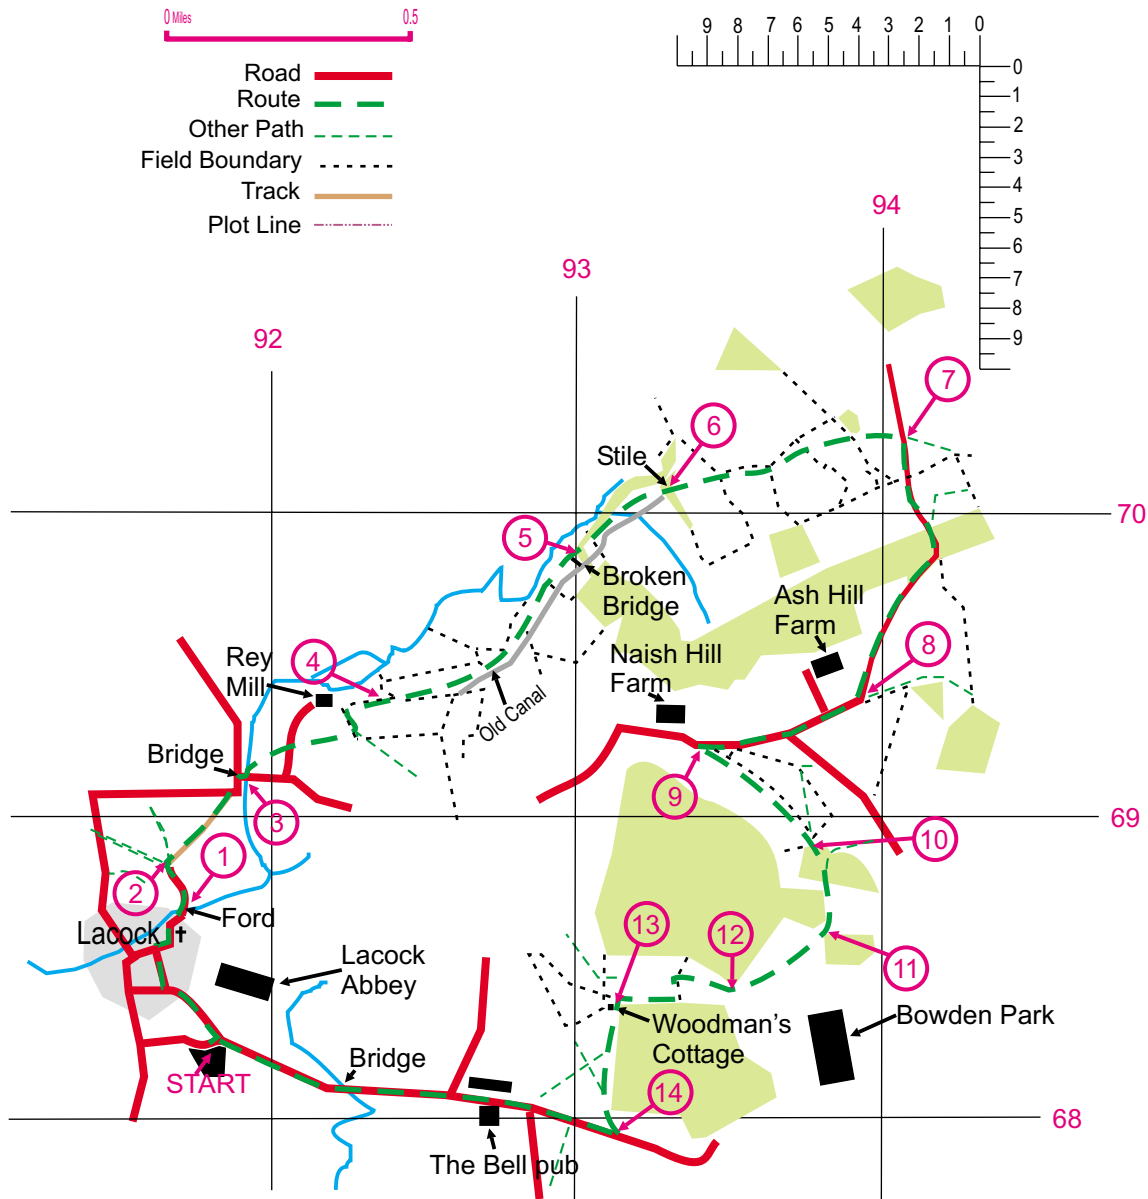 0 Miles 0.5
Road
Route
Other Path
Field Boundary
Track
Plot Line
9 8 7 6 5 4 3 2 1 0
0
1
2
3
4
5
6
7
8
9
94
93
92
7
6
Stile
70
5
Broken
Bridge
Ash Hill
Farm
8
Rey
Mill
4
Naish Hill
Farm
Old Canal
Bridge
9
3
69
10
1
2
Ford
Lacock
13
12
11
Lacock
Abbey
Woodman's
Cottage
Bowden Park
START
Bridge
14
68
The Bell pub